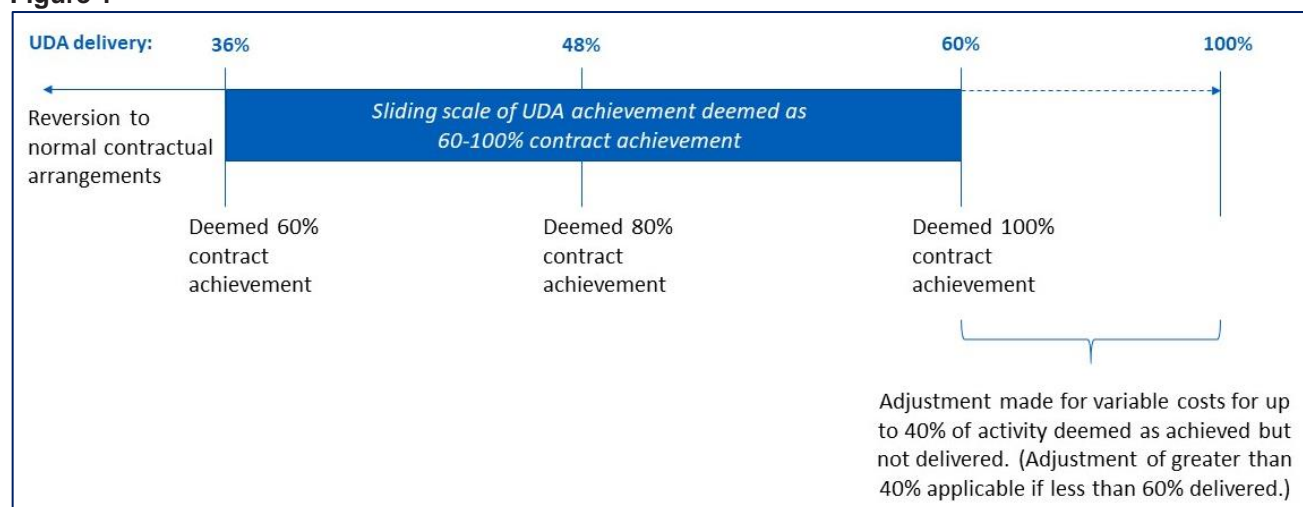 UDA delivery: 36% 48% 60% 100%
Sliding scale of UDA achievement deemed as
60-100% contract achievement
Reversion to
normal contractual
arrangements
Deemed 60%
contract
achievement
Deemed 80%
contract
achievement
Deemed 100%
contract
achievement
Adjustment made for variable costs for up
to 40% of activity deemed as achieved but
not delivered. (Adjustment of greater than
40% applicable if less than 60% delivered.)